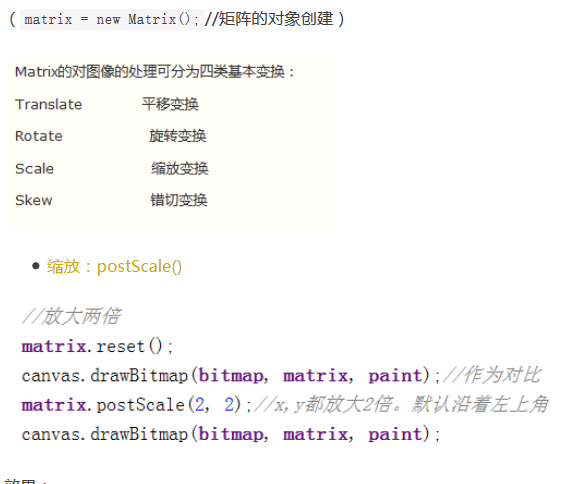 ( matrix = new Matrix(); //矩阵的对象创建 )
Matrix的对图像的处理可分为四类基本变换：
Translate 平移变换
Rotate 旋转变换
Scale 缩放变换
Skew 错切变换
● 缩放：postScale()
//放大两倍
matrix.reset();
canvas.drawBitmap(bitmap, matrix, paint);//作为对比
matrix.postScale(2, 2);//x,y都放大2倍。默认沿着左上角
canvas.drawBitmap(bitmap, matrix, paint);